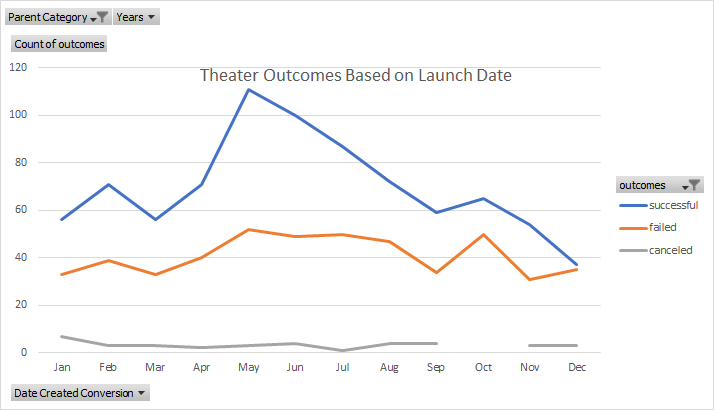 Parent Category Years
Count of outcomes
Theater Outcomes Based on Launch Date
120
100
80
60
40
20
0
Jan Feb Mar Apr May Jun Jul Aug Sep Oct Nov Dec
outcomes
successful
failed
canceled
Date Created Conversion